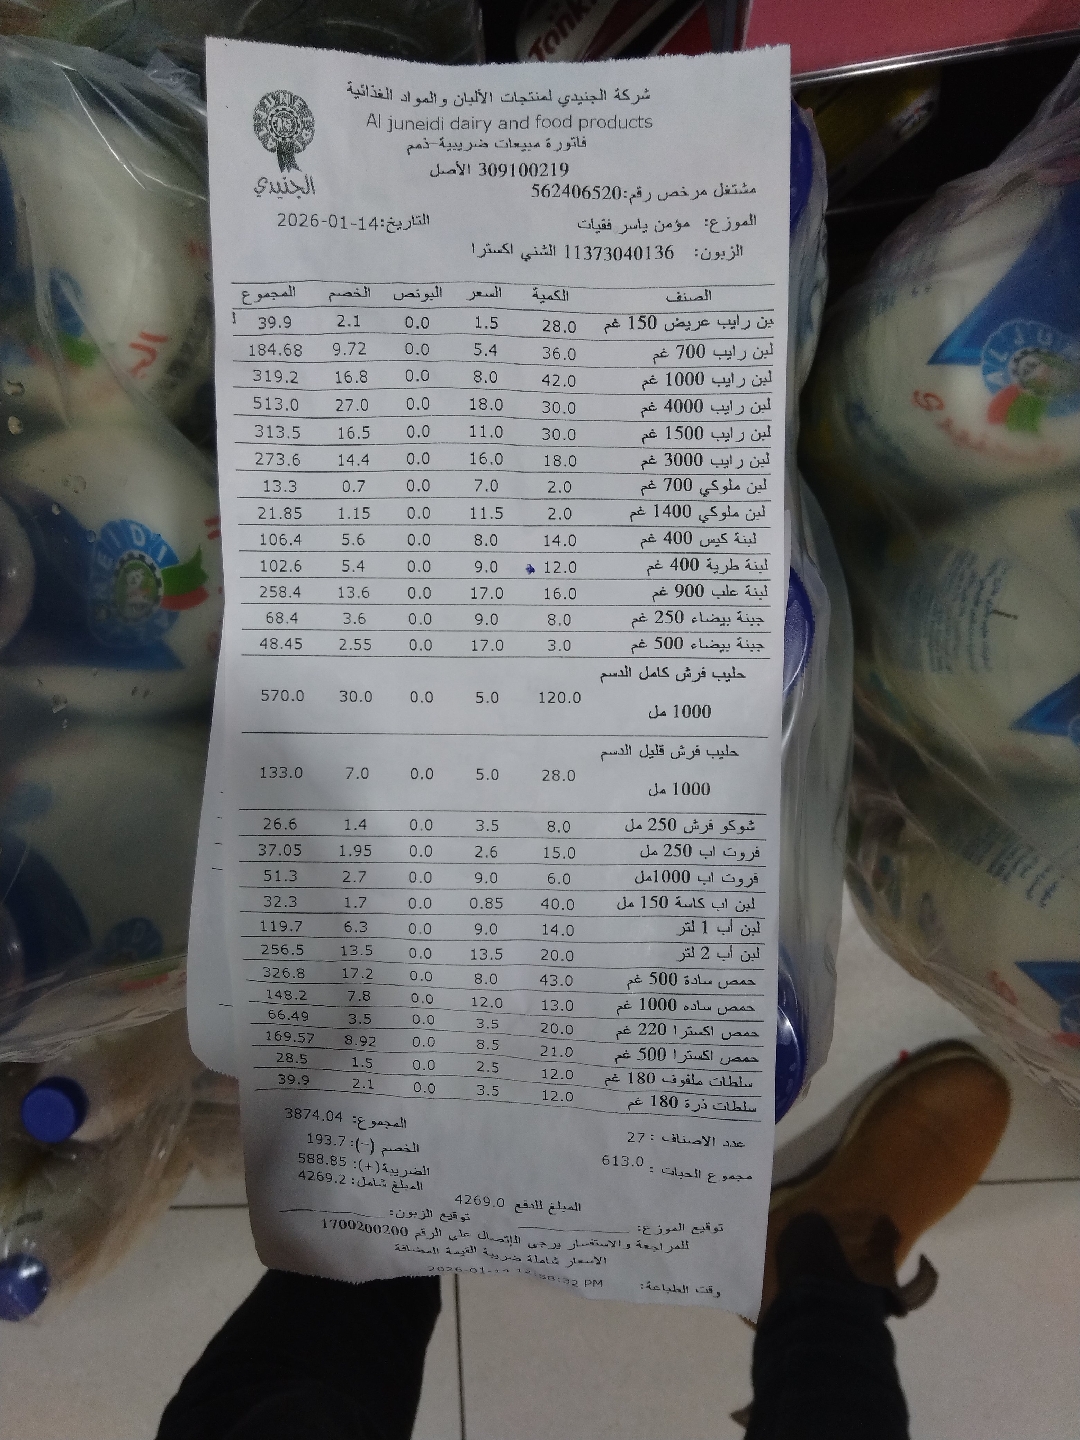 Tonki
شركة الجنيدي لمنتجات الألبان والمواد الغذائية
Al juneidi dairy and food products
فاتورة مبيعات ضريبية-ذمم
309100219 الأصل
الجنيدي
مشتغل مرخص رقم:562406520
الموزع: مؤمن ياسر فقيات التاريخ:14-01-2026
الزبون: 11373040136 الشني اكسترا
الصنف الكمية السعر البونص الخصم المجموع
بن رايب عريض 150 غم 28.0 1.5 0.0 2.1 39.9
لبن رايب 700 غم 36.0 5.4 0.0 9.72 184.68
لبن رايب 1000 غم 42.0 8.0 0.0 16.8 319.2
لبن رايب 4000 غم 30.0 18.0 0.0 27.0 513.0
لبن رايب 1500 غم 30.0 11.0 0.0 16.5 313.5
لبن رايب 3000 غم 18.0 16.0 0.0 14.4 273.6
لبن ملوكي 700 غم 2.0 7.0 0.0 0.7 13.3
لبن ملوكي 1400 غم 2.0 11.5 0.0 1.15 21.85
لبنة كيس 400 غم 14.0 8.0 0.0 5.6 106.4
لبنة طرية 400 غم 12.0 9.0 0.0 5.4 102.6
لبنة علب 900 غم 16.0 17.0 0.0 13.6 258.4
جبنة بيضاء 250 غم 8.0 9.0 0.0 3.6 68.4
جبنة بيضاء 500 غم 3.0 17.0 0.0 2.55 48.45
حليب فرش كامل الدسم
1000 مل 120.0 5.0 0.0 30.0 570.0
حليب فرش قليل الدسم
1000 مل 28.0 5.0 0.0 7.0 133.0
شوكو فرش 250 مل 8.0 3.5 0.0 1.4 26.6
فروت اب 250 مل 15.0 2.6 0.0 1.95 37.05
فروت اب 1000مل 6.0 9.0 0.0 2.7 51.3
لبن اب كاسة 150 مل 40.0 0.85 0.0 1.7 32.3
لبن أب 1 لتر 14.0 9.0 0.0 6.3 119.7
لبن أب 2 لتر 20.0 13.5 0.0 13.5 256.5
حمص سادة 500 غم 43.0 8.0 0.0 17.2 326.8
حمص ساده 1000 غم 13.0 12.0 0.0 7.8 148.2
حمص اكسترا 220 غم 20.0 3.5 0.0 3.5 66.49
حمص اكسترا 500 غم 21.0 8.5 0.0 8.92 169.57
سلطات ملفوف 180 غم 12.0 2.5 0.0 1.5 28.5
سلطات ذرة 180 غم 12.0 3.5 0.0 2.1 39.9
عدد الاصناف : 27 المجموع: 3874.04
مجموع الحبات : 613.0 الخصم (-): 193.7
الضريبة(+): 588.85
المبلغ شامل: 4269.2
المبلغ للدفع 4269.0
توقيع الموزع: توقيع الزبون:
للمراجعة والاستفسار يرجى الاتصال على الرقم 1700200200
الاسعار شاملة ضريبة القيمة المضافة
وقت الطباعة: PM